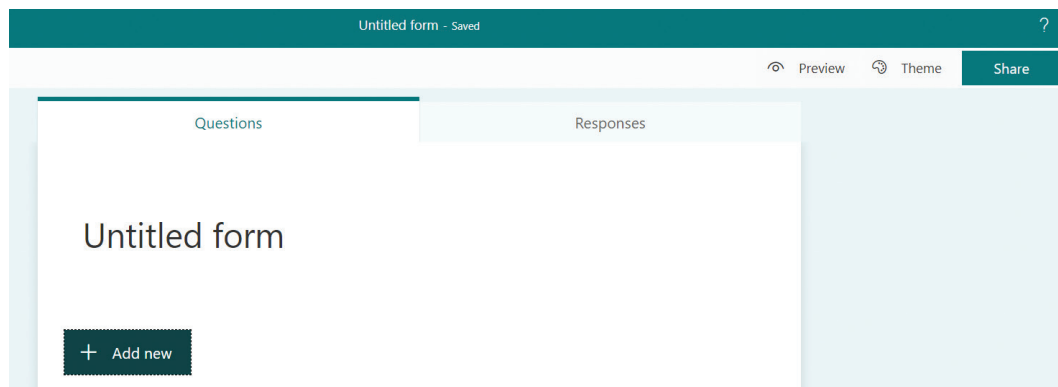 Untitled form - Saved
?
Preview Theme Share
Questions Responses
Untitled form
+ Add new